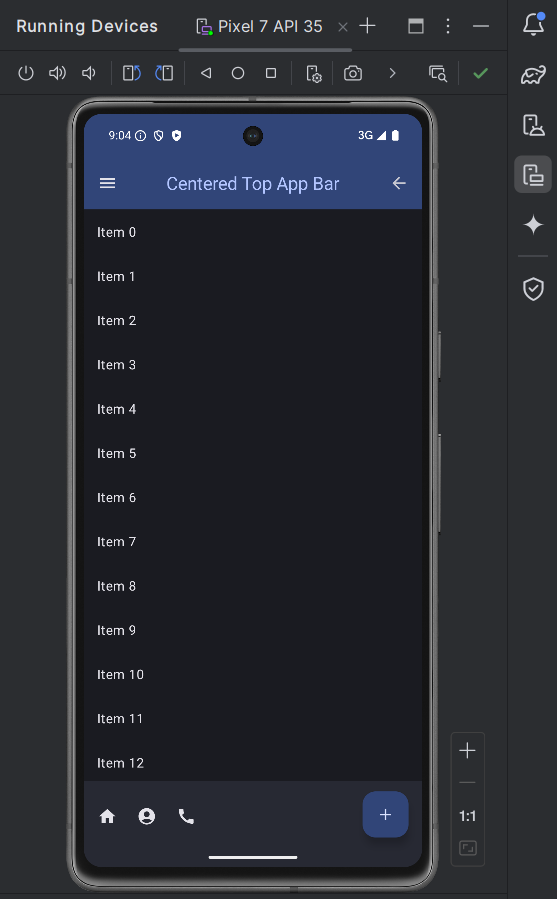 Running Devices
Pixel 7 API 35
9:04
3G
Centered Top App Bar
Item 0
Item 1
Item 2
Item 3
Item 4
Item 5
Item 6
Item 7
Item 8
Item 9
Item 10
Item 11
Item 12
1:1